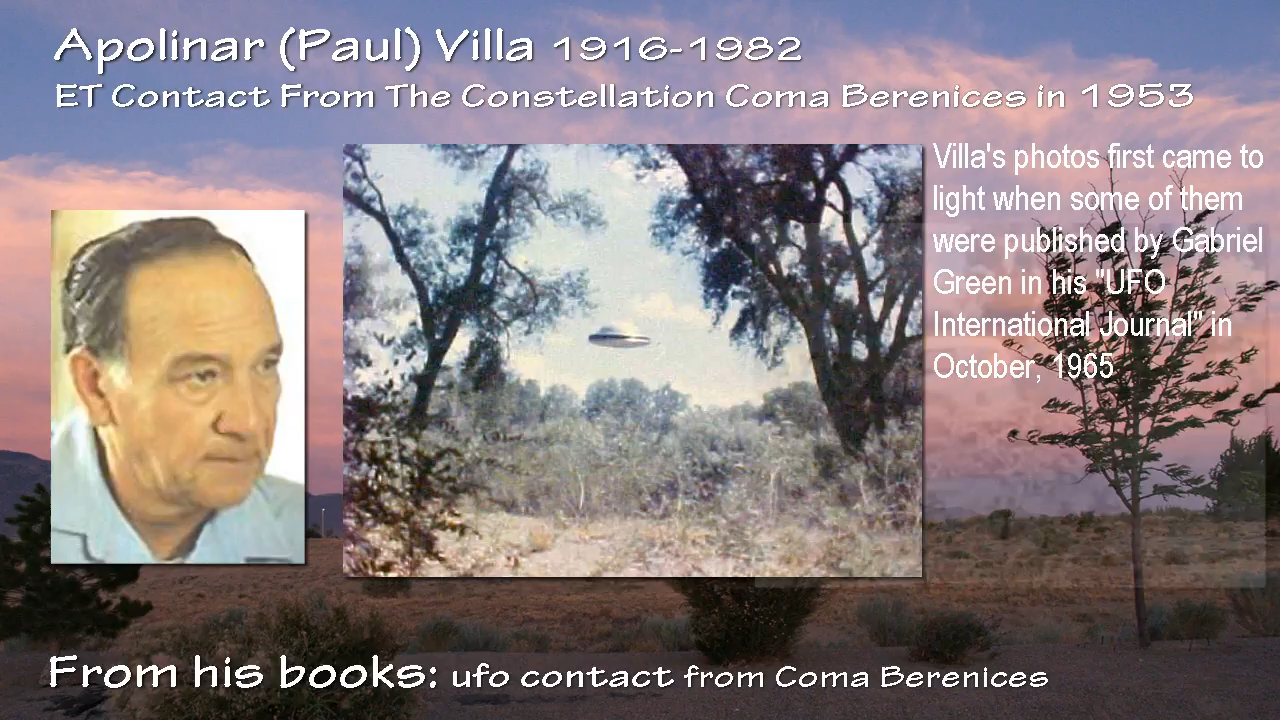 Apolinar (Paul) Villa 1916-1982
ET Contact From The Constellation Coma Berenices in 1953
Villa's photos first came to
light when some of them
were published by Gabriel
Green in his "UFO
International Journal" in
October, 1965
From his books: ufo contact from Coma Berenices